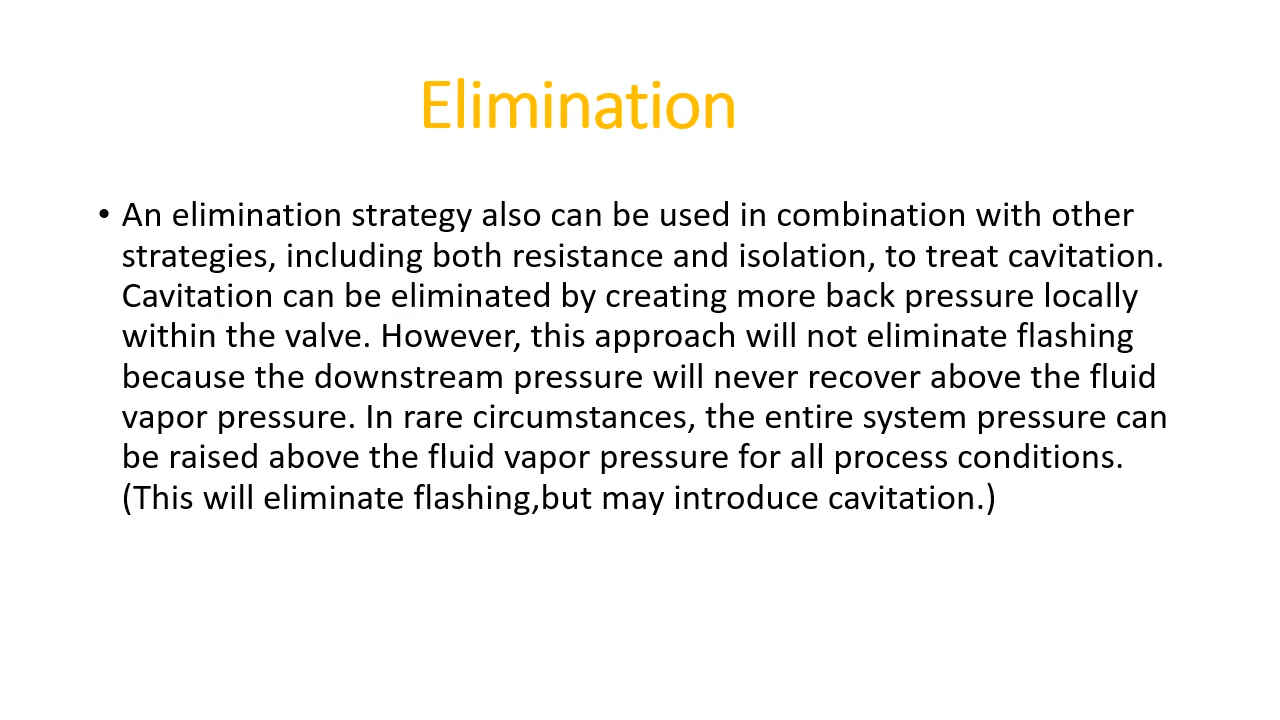 Elimination
• An elimination strategy also can be used in combination with other
strategies, including both resistance and isolation, to treat cavitation.
Cavitation can be eliminated by creating more back pressure locally
within the valve. However, this approach will not eliminate flashing
because the downstream pressure will never recover above the fluid
vapor pressure. In rare circumstances, the entire system pressure can
be raised above the fluid vapor pressure for all process conditions.
(This will eliminate flashing,but may introduce cavitation.)